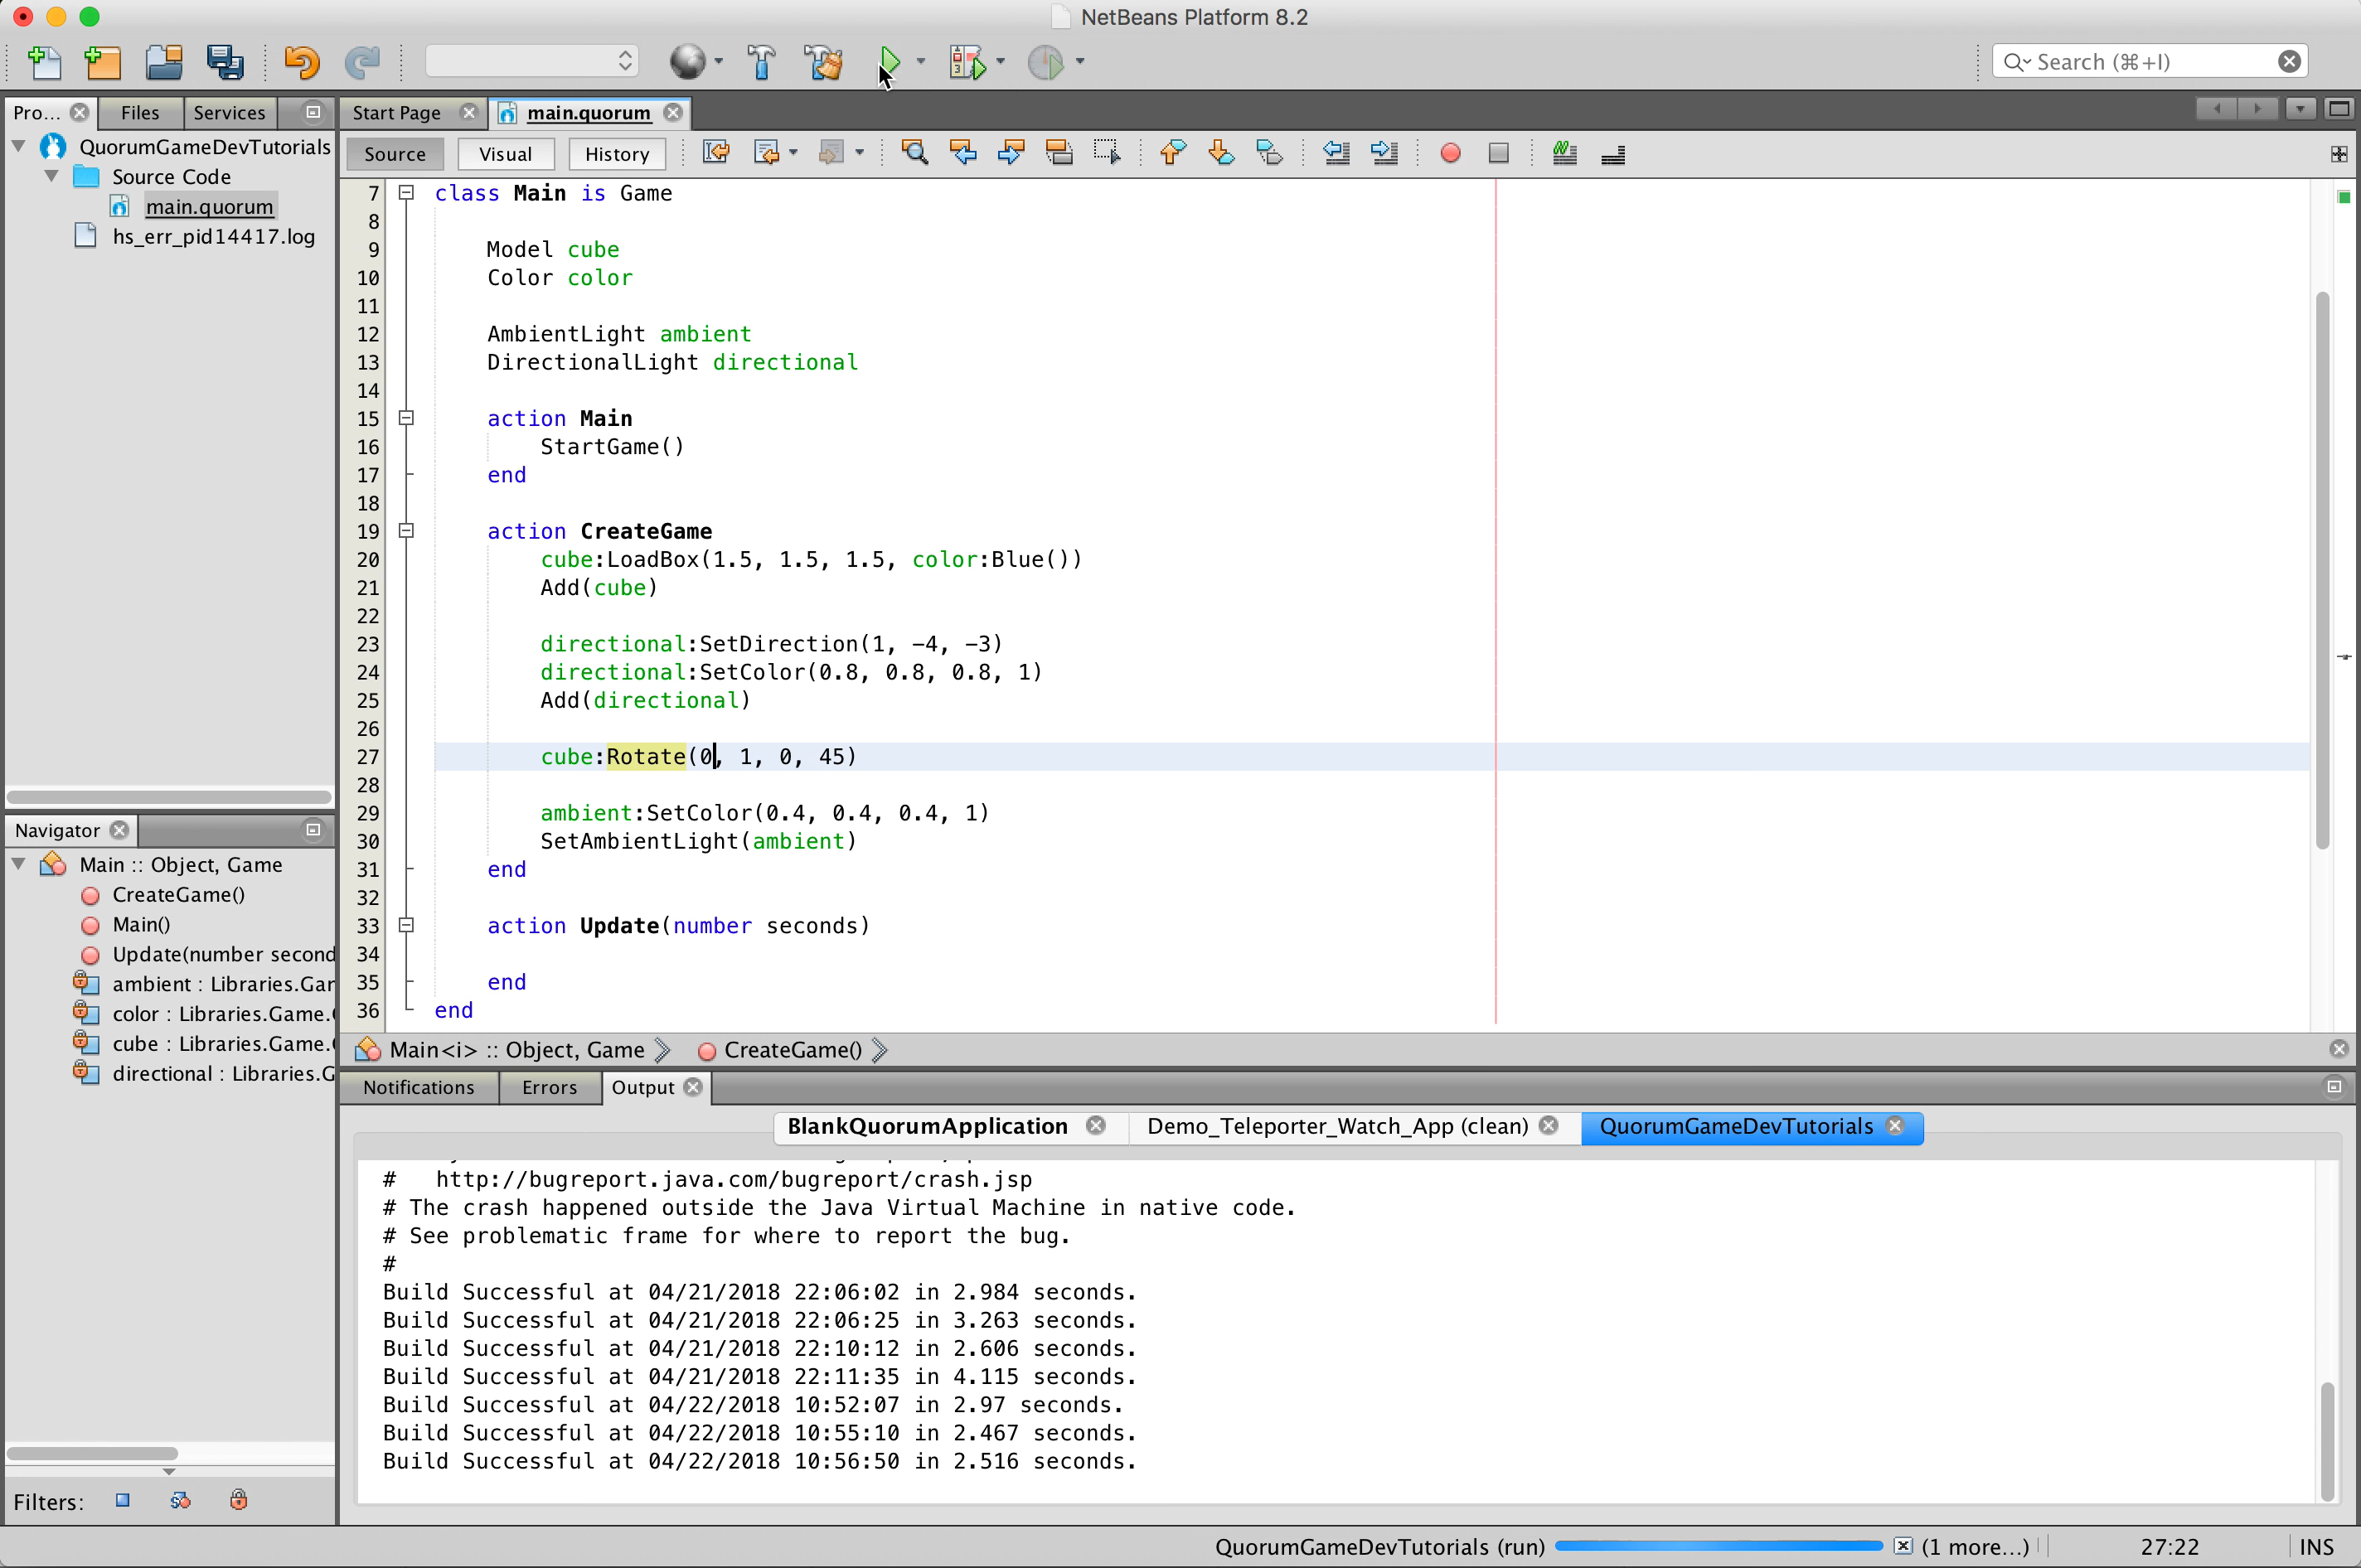 NetBeans Platform 8.2
Search (⌘+I)
Pro...
Files
Services
QuorumGameDevTutorials
Source Code
main.quorum
hs_err_pid14417.log
Start Page
main.quorum
Source
Visual
History
7 class Main is Game
8
9 Model cube
10 Color color
11
12 AmbientLight ambient
13 DirectionalLight directional
14
15 action Main
16 StartGame()
17 end
18
19 action CreateGame
20 cube:LoadBox(1.5, 1.5, 1.5, color:Blue())
21 Add(cube)
22
23 directional:SetDirection(1, -4, -3)
24 directional:SetColor(0.8, 0.8, 0.8, 1)
25 Add(directional)
26
27 cube:Rotate(0, 1, 0, 45)
28
29 ambient:SetColor(0.4, 0.4, 0.4, 1)
30 SetAmbientLight(ambient)
31 end
32
33 action Update(number seconds)
34
35 end
36 end
Main<i> :: Object, Game
CreateGame()
Navigator
Main :: Object, Game
CreateGame()
Main()
Update(number second
ambient : Libraries.Gar
color : Libraries.Game.
cube : Libraries.Game.
directional : Libraries.G
Filters:
Notifications
Errors
Output
BlankQuorumApplication
Demo_Teleporter_Watch_App (clean)
QuorumGameDevTutorials
# http://bugreport.java.com/bugreport/crash.jsp
# The crash happened outside the Java Virtual Machine in native code.
# See problematic frame for where to report the bug.
#
Build Successful at 04/21/2018 22:06:02 in 2.984 seconds.
Build Successful at 04/21/2018 22:06:25 in 3.263 seconds.
Build Successful at 04/21/2018 22:10:12 in 2.606 seconds.
Build Successful at 04/21/2018 22:11:35 in 4.115 seconds.
Build Successful at 04/22/2018 10:52:07 in 2.97 seconds.
Build Successful at 04/22/2018 10:55:10 in 2.467 seconds.
Build Successful at 04/22/2018 10:56:50 in 2.516 seconds.
QuorumGameDevTutorials (run)
(1 more...)
27:22
INS